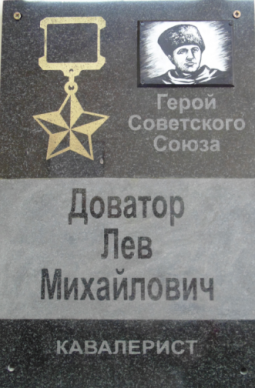 Герой
Советского
Союза
Доватор
Лев
Михайлович
КАВАЛЕРИСТ